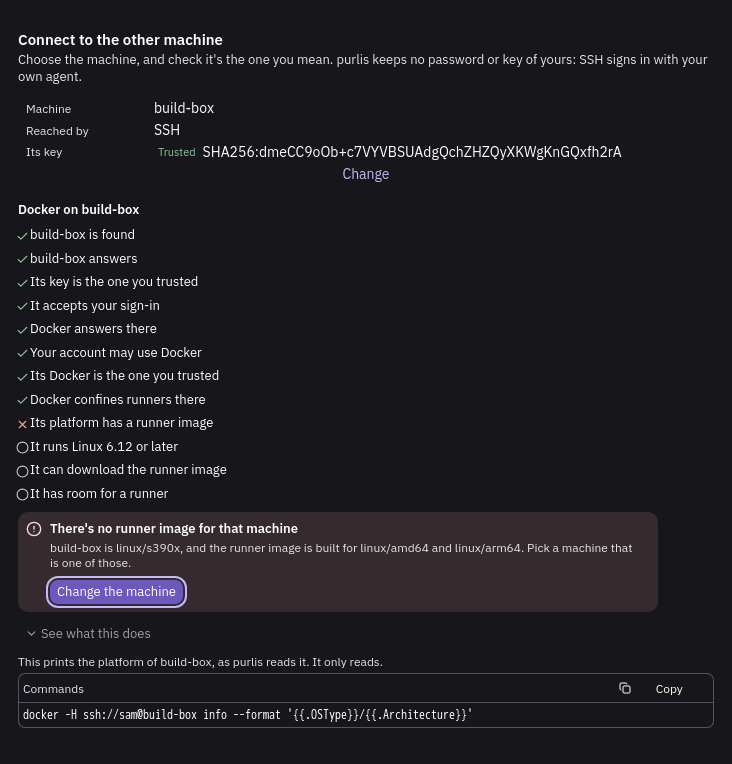 Connect to the other machine
Choose the machine, and check it's the one you mean. purlis keeps no password or key of yours: SSH signs in with your
own agent.
Machine build-box
Reached by SSH
Its key Trusted SHA256:dmeCC9oOb+c7VYVBSUAdgQchZHZQyXKWgKnGQxfh2rA
Change
Docker on build-box
build-box is found
build-box answers
Its key is the one you trusted
It accepts your sign-in
Docker answers there
Your account may use Docker
Its Docker is the one you trusted
Docker confines runners there
Its platform has a runner image
It runs Linux 6.12 or later
It can download the runner image
It has room for a runner
There's no runner image for that machine
build-box is linux/s390x, and the runner image is built for linux/amd64 and linux/arm64. Pick a machine that
is one of those.
Change the machine
See what this does
This prints the platform of build-box, as purlis reads it. It only reads.
Commands Copy
docker -H ssh://sam@build-box info --format '{{.OSType}}/{{.Architecture}}'